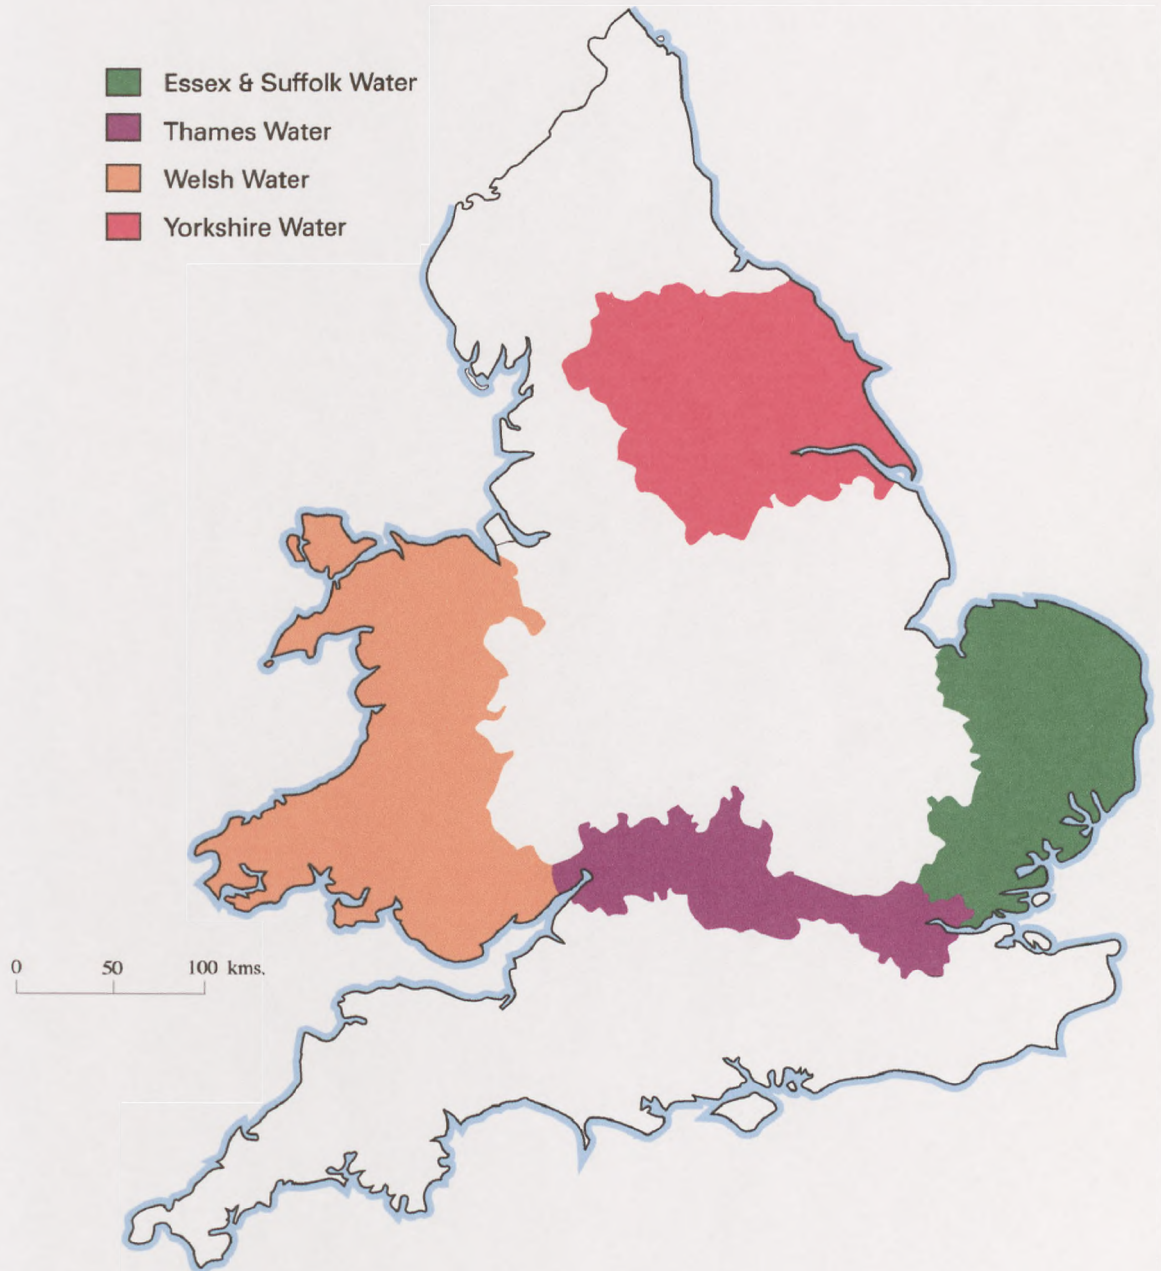 Essex & Suffolk Water
Thames Water
Welsh Water
Yorkshire Water
0 50 100 kms.